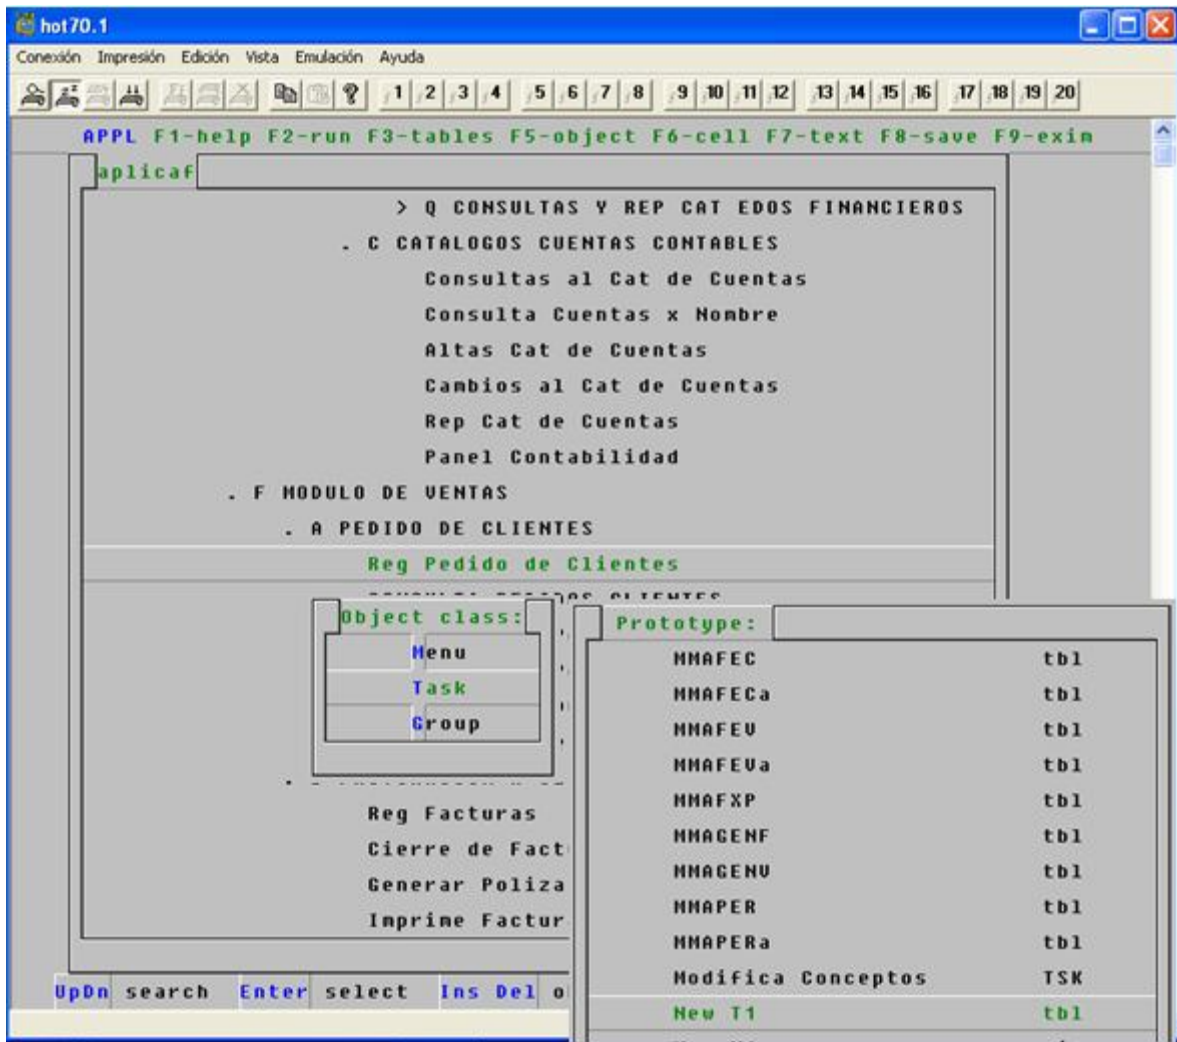 hot70.1
Conexión Impresión Edición Vista Emulación Ayuda
1 2 3 4 5 6 7 8 9 10 11 12 13 14 15 16 17 18 19 20
APPL F1-help F2-run F3-tables F5-object F6-cell F7-text F8-save F9-exim
aplicaf
> Q CONSULTAS Y REP CAT EDOS FINANCIEROS
. C CATALOGOS CUENTAS CONTABLES
Consultas al Cat de Cuentas
Consulta Cuentas x Nombre
Altas Cat de Cuentas
Cambios al Cat de Cuentas
Rep Cat de Cuentas
Panel Contabilidad
. F MODULO DE VENTAS
. A PEDIDO DE CLIENTES
Reg Pedido de Clientes
CLIENTES
Object class:
Menu
Task
Group
Reg Facturas
Cierre de Fact
Generar Poliza
Imprime Factur
Prototype:
MMAFEC tbl
MMAFECa tbl
MMAFEV tbl
MMAFEVa tbl
MMAFXP tbl
MMAGENF tbl
MMAGENV tbl
MMAPER tbl
MMAPERa tbl
Modifica Conceptos TSK
New T1 tbl
UpDn search Enter select Ins Del o